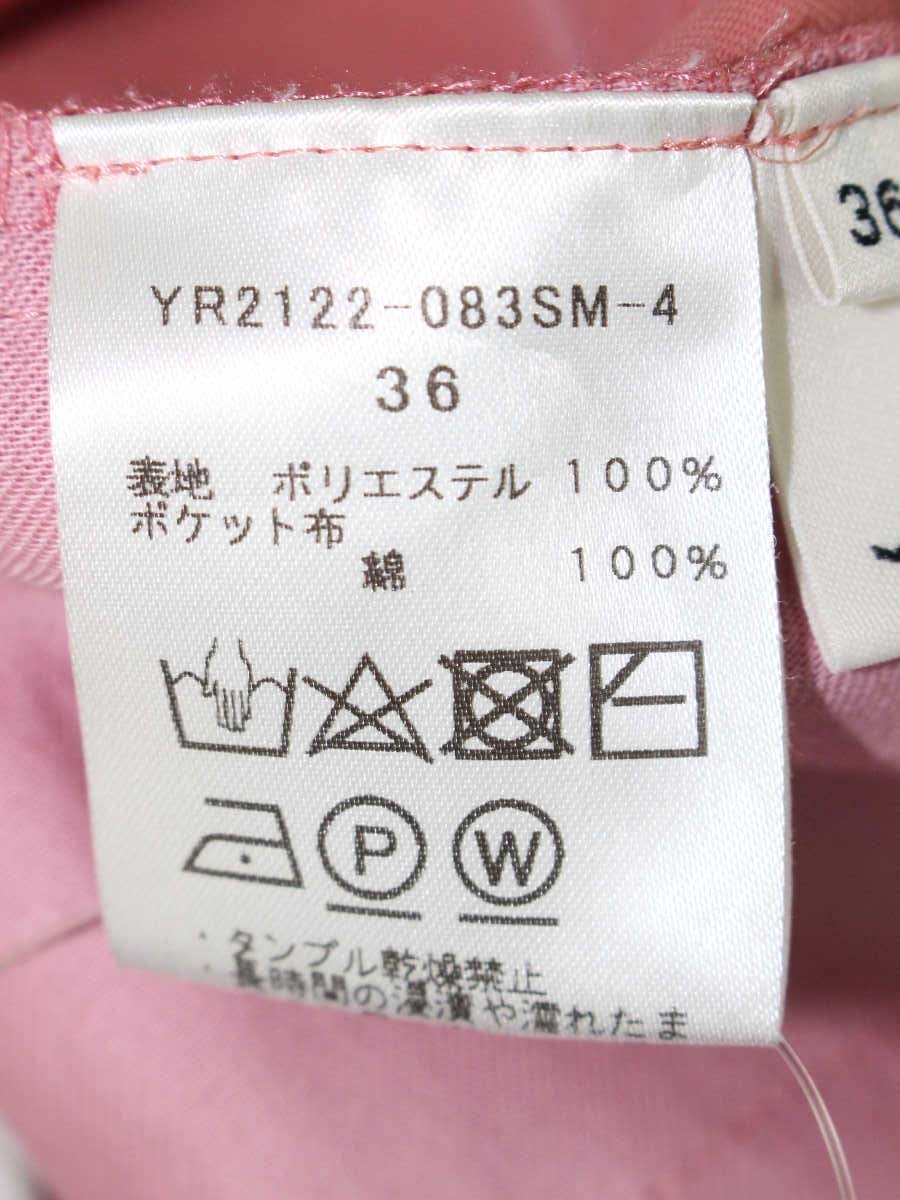 YR2122-083SM-4
36
36
表地 ポリエステル 100%
ポケット布
綿 100%
P W
・タンブル乾燥禁止
・長時間の浸漬や濡れたま